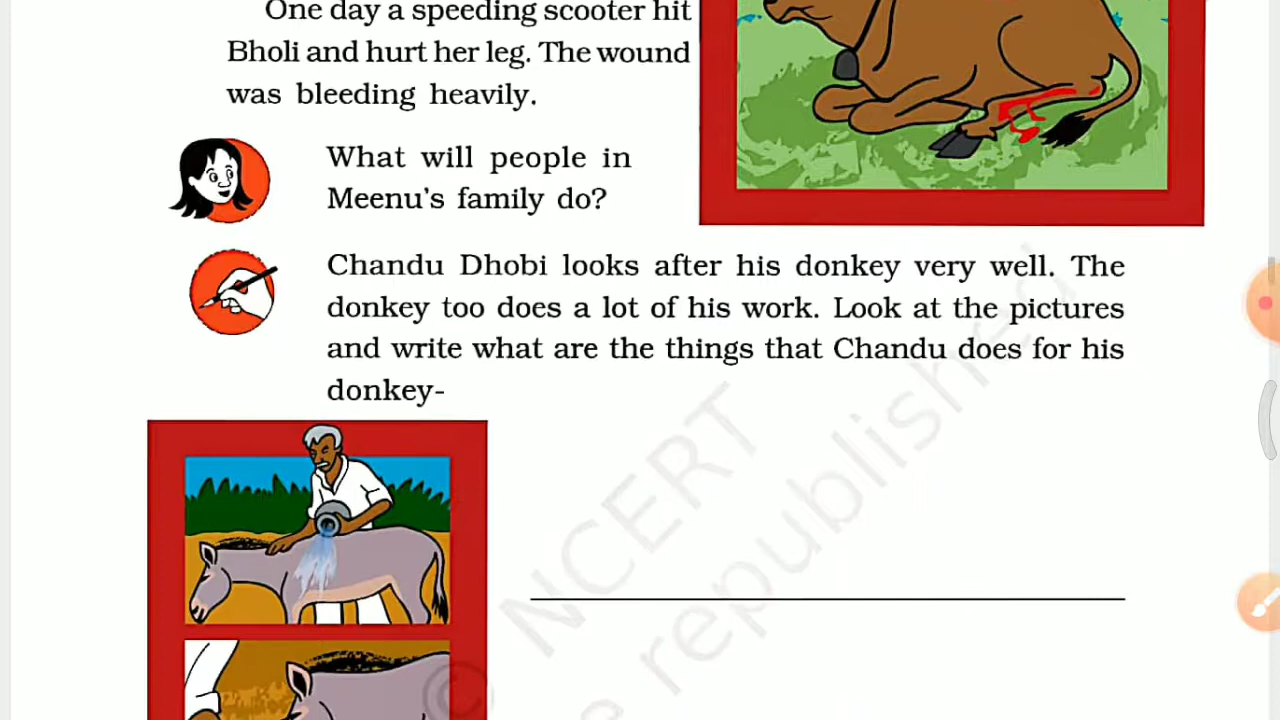 One day a speeding scooter hit
Bholi and hurt her leg. The wound
was bleeding heavily.
What will people in
Meenu's family do?
Chandu Dhobi looks after his donkey very well. The
donkey too does a lot of his work. Look at the pictures
and write what are the things that Chandu does for his
donkey-
© NCERT
republished